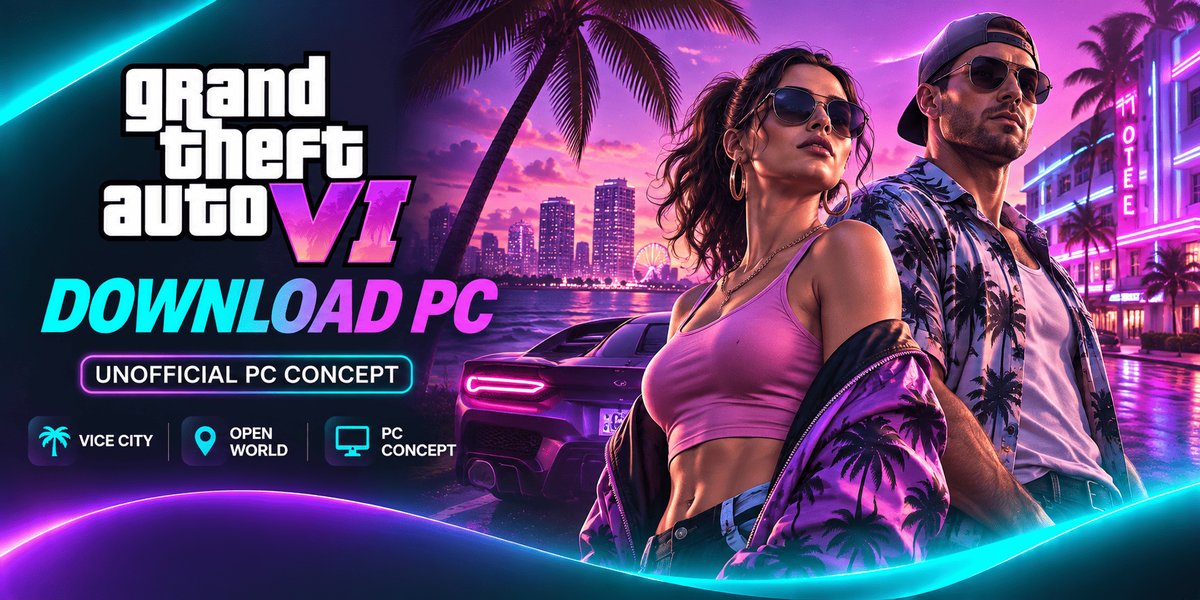 grand
theft
auto VI
DOWNLOAD PC
UNOFFICIAL PC CONCEPT
VICE CITY
OPEN
WORLD
PC
CONCEPT